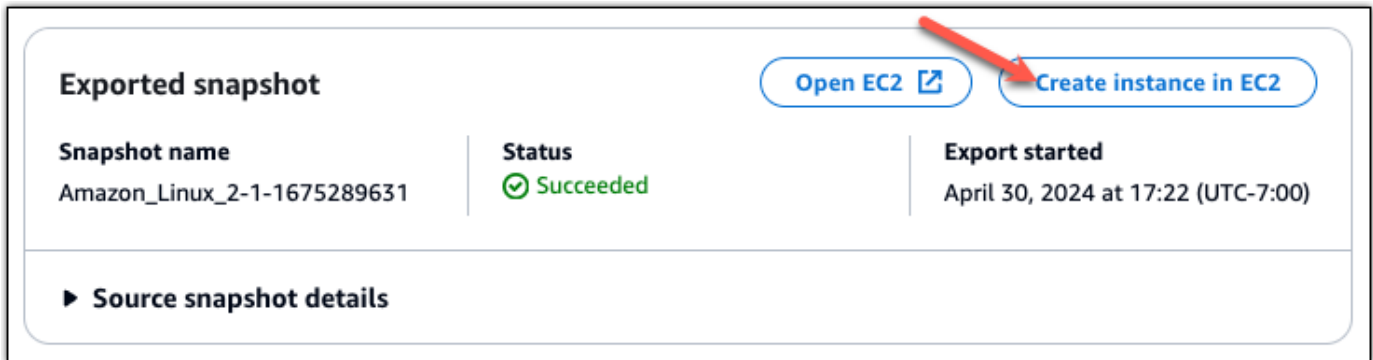 Exported snapshot
Open EC2
Create instance in EC2
Snapshot name
Amazon_Linux_2-1-1675289631
Status
Succeeded
Export started
April 30, 2024 at 17:22 (UTC-7:00)
Source snapshot details